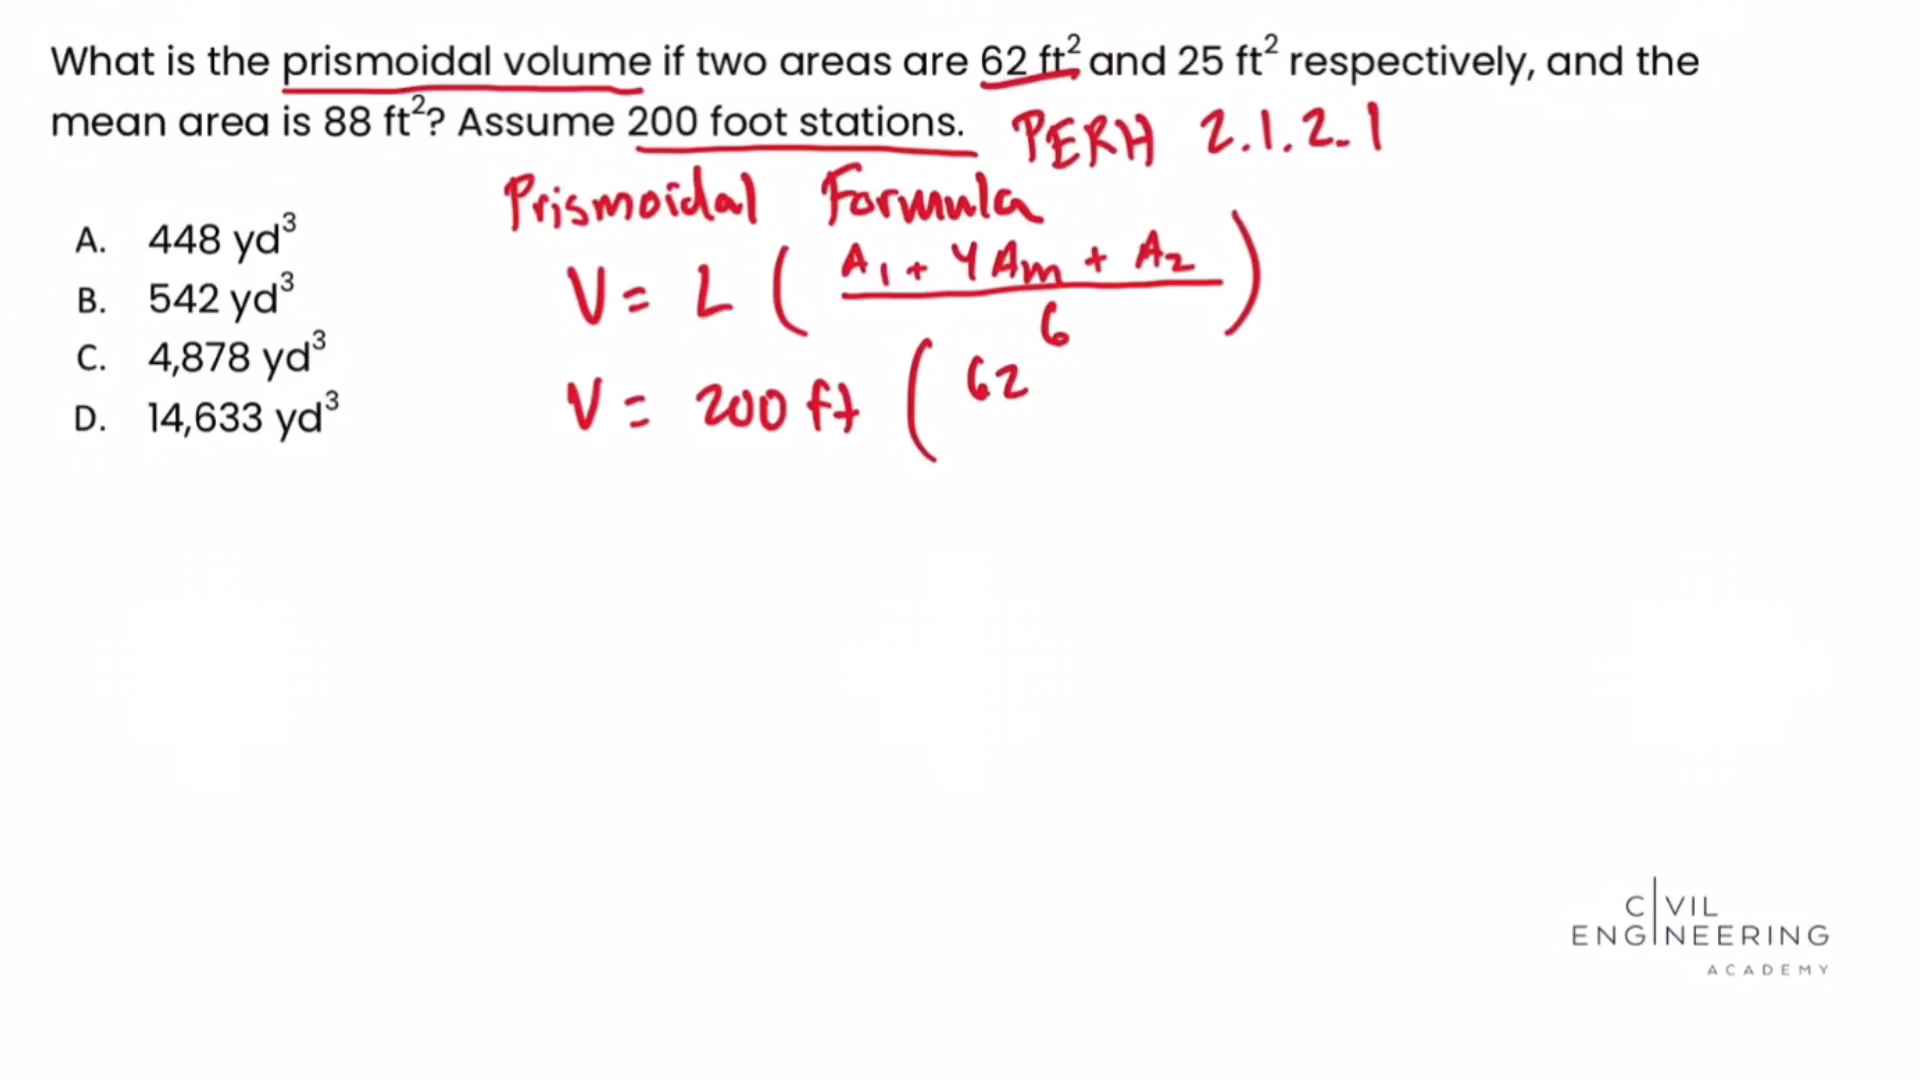 What is the prismoidal volume if two areas are 62 ft² and 25 ft² respectively, and the
mean area is 88 ft²? Assume 200 foot stations.
PERH 2.1.2.1
A. 448 yd³
B. 542 yd³
C. 4,878 yd³
D. 14,633 yd³
Prismoidal Formula
V = L ( A₁ + 4 Am + A₂ / 6 )
V = 200 ft ( 62
CIVIL
ENGINEERING
ACADEMY